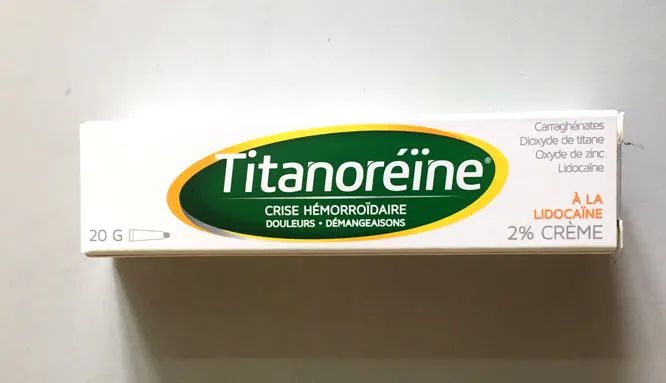 Titanoréïne®
CRISE HÉMORROÏDAIRE
DOULEURS • DÉMANGEAISONS
20 G
Carraghénates
Dioxyde de titane
Oxyde de zinc
Lidocaïne
À LA
LIDOCAÏNE
2% CRÈME